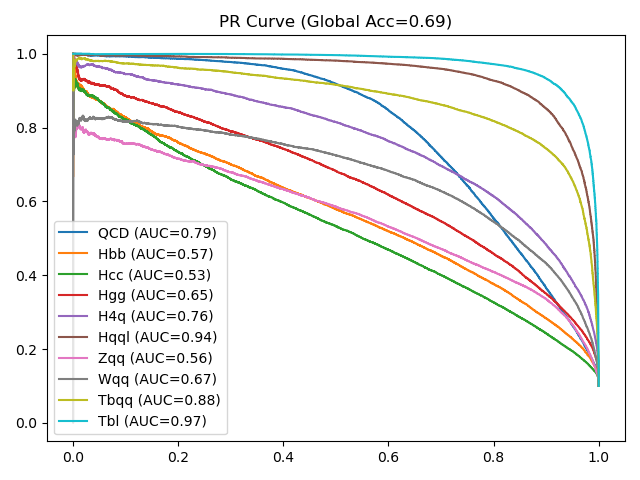 PR Curve (Global Acc=0.69)
1.0
0.8
0.6
0.4
0.2
0.0
QCD (AUC=0.79)
Hbb (AUC=0.57)
Hcc (AUC=0.53)
Hgg (AUC=0.65)
H4q (AUC=0.76)
Hqql (AUC=0.94)
Zqq (AUC=0.56)
Wqq (AUC=0.67)
Tbqq (AUC=0.88)
Tbl (AUC=0.97)
0.0 0.2 0.4 0.6 0.8 1.0